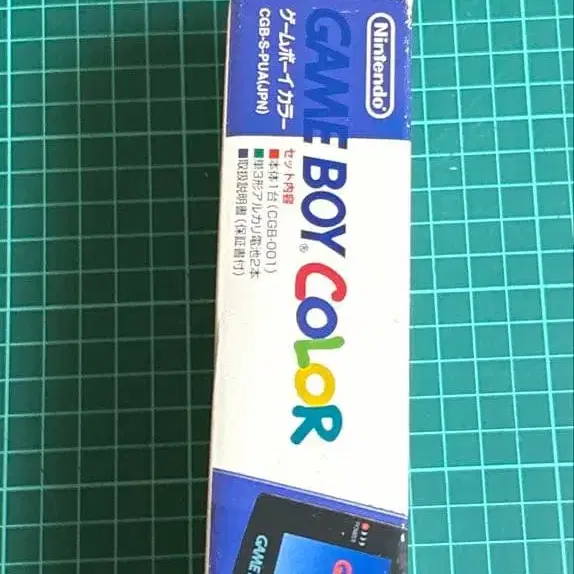 Nintendo®
GAME BOY® COLOR
ゲームボーイ カラー
CGB-S-PUA(JPN)
セット内容
■本体1台(CGB-001)
■単3形アルカリ電池2本
■取扱説明書(保証書付)
POWER
GAME